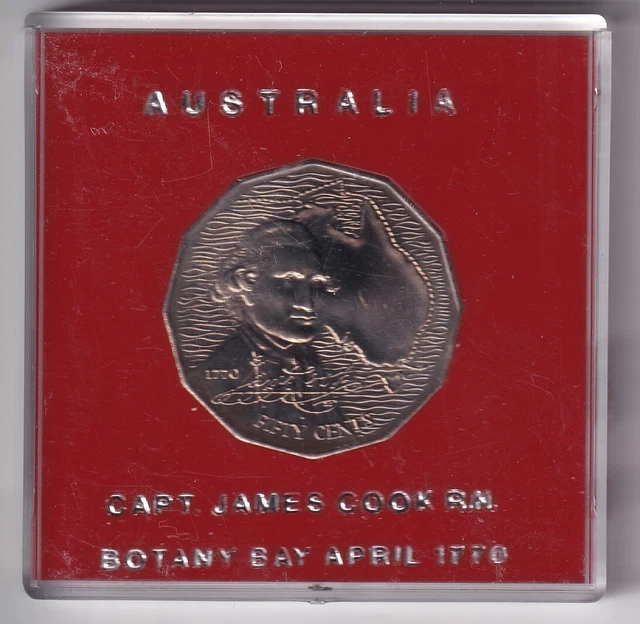 AUSTRALIA
1770
FIFTY CENTS
CAPT. JAMES COOK R.N.
BOTANY BAY APRIL 1770